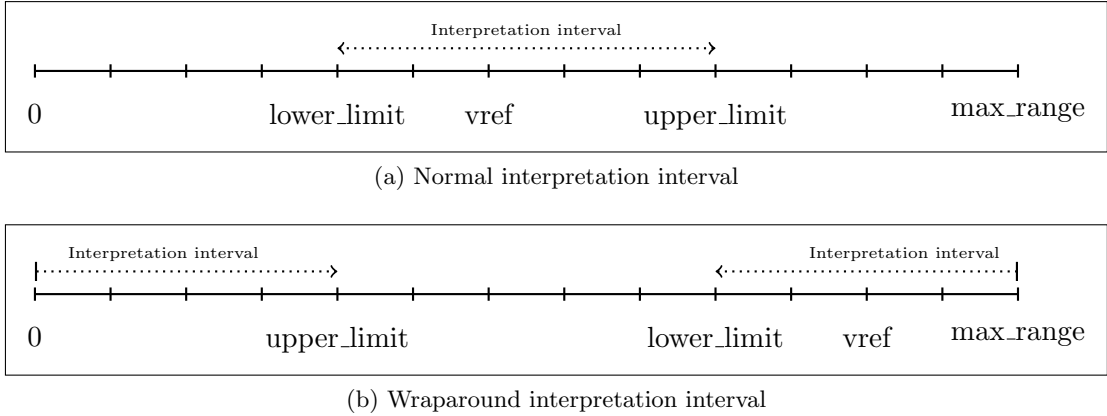 Interpretation interval
0 lower_limit vref upper_limit max_range
(a) Normal interpretation interval
Interpretation interval Interpretation interval
0 upper_limit lower_limit vref max_range
(b) Wraparound interpretation interval